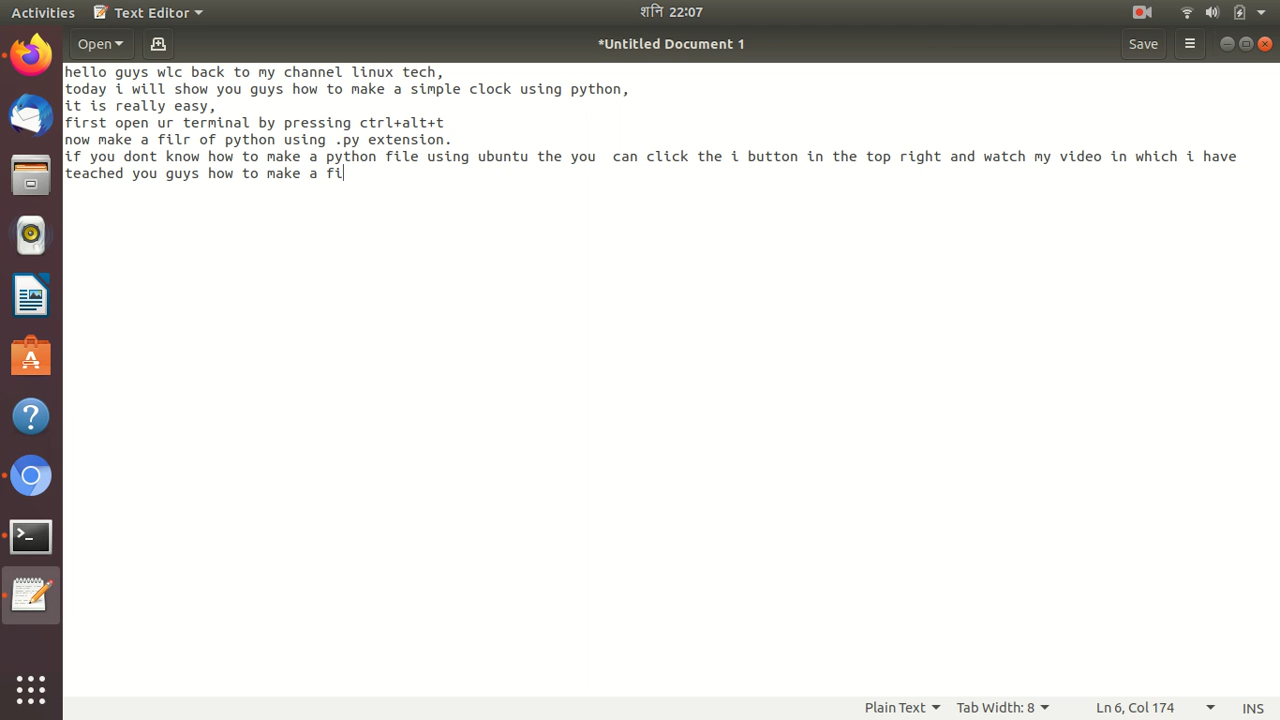 Activities Text Editor शनि 22:07
Open *Untitled Document 1 Save
hello guys wlc back to my channel linux tech,
today i will show you guys how to make a simple clock using python,
it is really easy,
first open ur terminal by pressing ctrl+alt+t
now make a filr of python using .py extension.
if you dont know how to make a python file using ubuntu the you  can click the i button in the top right and watch my video in which i have
teached you guys how to make a fi
Plain Text Tab Width: 8 Ln 6, Col 174 INS